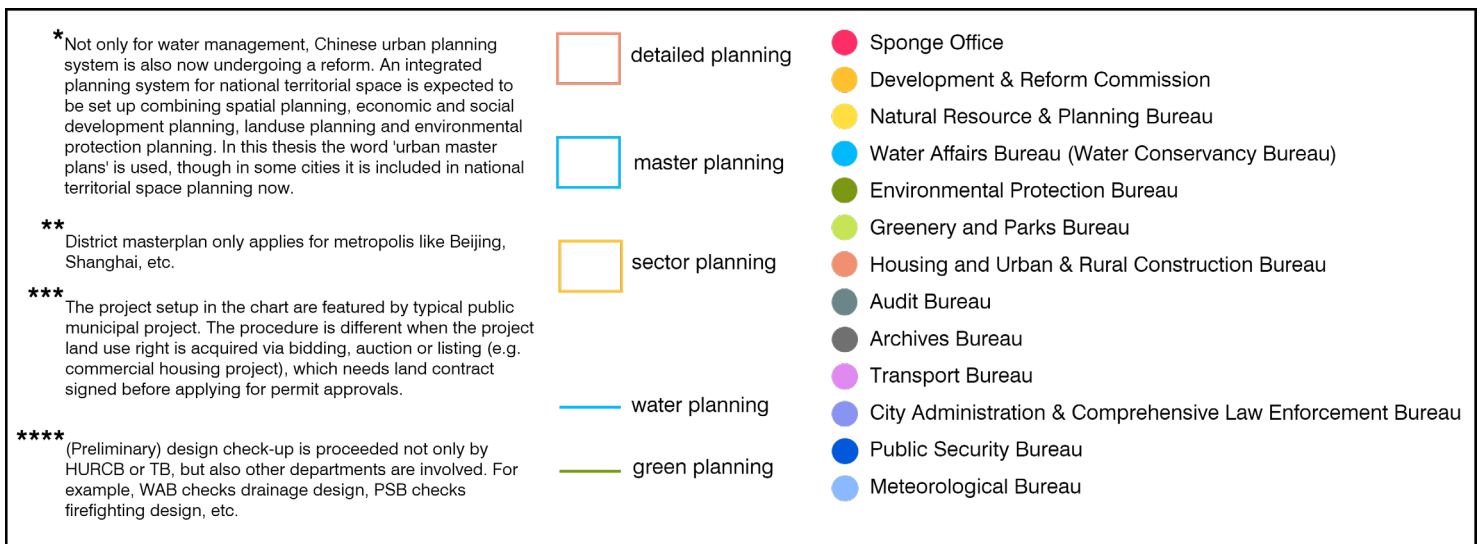 *Not only for water management, Chinese urban planning
system is also now undergoing a reform. An integrated
planning system for national territorial space is expected to
be set up combining spatial planning, economic and social
development planning, landuse planning and environmental
protection planning. In this thesis the word 'urban master
plans' is used, though in some cities it is included in national
territorial space planning now.
**
District masterplan only applies for metropolis like Beijing,
Shanghai, etc.
***
The project setup in the chart are featured by typical public
municipal project. The procedure is different when the project
land use right is acquired via bidding, auction or listing (e.g.
commercial housing project), which needs land contract
signed before applying for permit approvals.
****
(Preliminary) design check-up is proceeded not only by
HURCB or TB, but also other departments are involved. For
example, WAB checks drainage design, PSB checks
firefighting design, etc.
detailed planning
master planning
sector planning
water planning
green planning
Sponge Office
Development & Reform Commission
Natural Resource & Planning Bureau
Water Affairs Bureau (Water Conservancy Bureau)
Environmental Protection Bureau
Greenery and Parks Bureau
Housing and Urban & Rural Construction Bureau
Audit Bureau
Archives Bureau
Transport Bureau
City Administration & Comprehensive Law Enforcement Bureau
Public Security Bureau
Meteorological Bureau